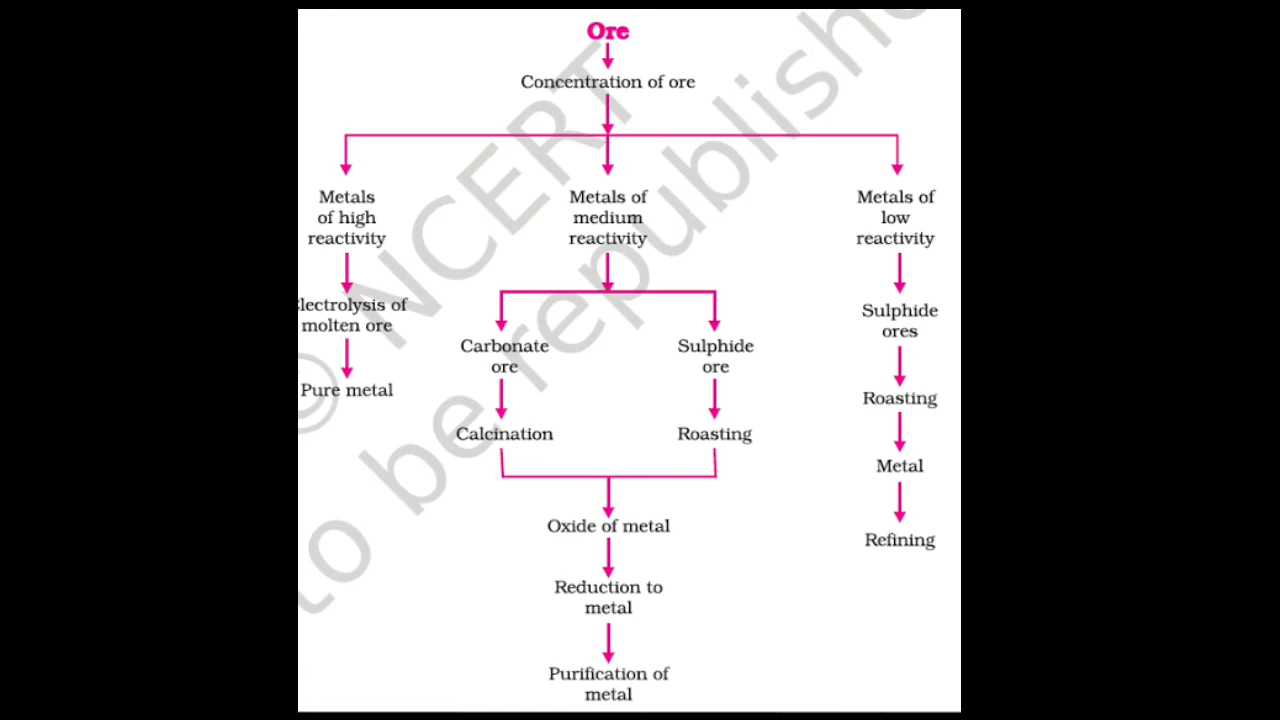 Ore
Concentration of ore
Metals
of high
reactivity
Metals of
medium
reactivity
Metals of
low
reactivity
lectrolysis of
molten ore
Pure metal
Carbonate
ore
Calcination
Sulphide
ore
Roasting
Oxide of metal
Reduction to
metal
Purification of
metal
Sulphide
ores
Roasting
Metal
Refining
© NCERT
to be republishe